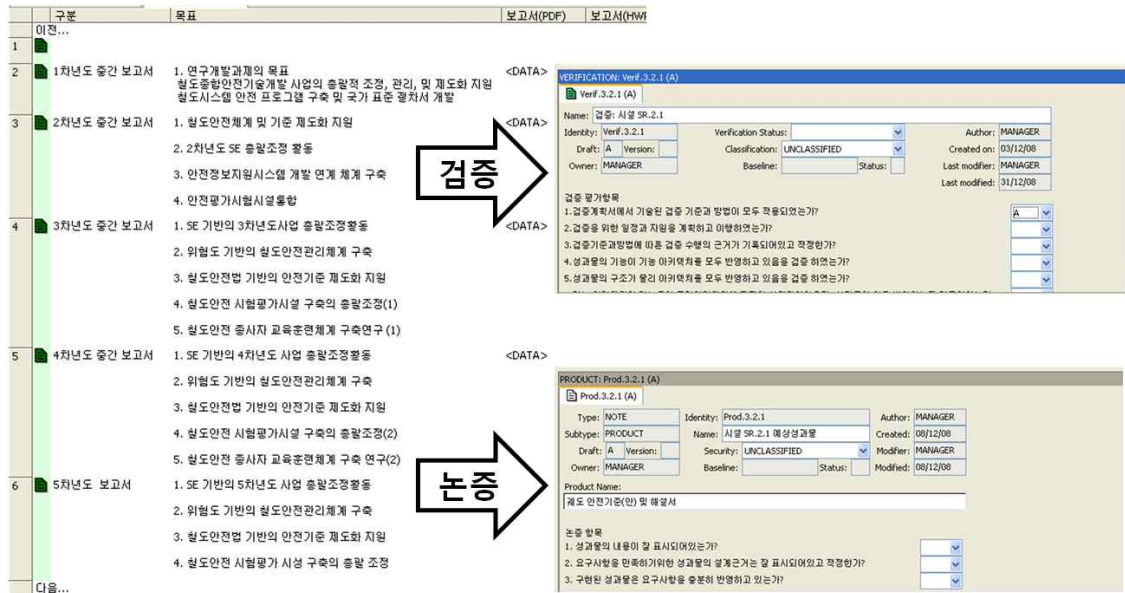 구분 목표 보고서(PDF) 보고서(HWP
이전...
1
2 1차년도 중간 보고서 1. 연구개발과제의 목표 <DATA>
철도종합안전기술개발 사업의 총괄적 조정, 관리, 및 제도화 지원
철도시스템 안전 프로그램 구축 및 국가 표준 절차서 개발
3 2차년도 중간 보고서 1. 철도안전체계 및 기준 제도화 지원 <DATA>
2. 2차년도 SE 총괄조정 활동
3. 안전정보지원시스템 개발 연계 체계 구축
4. 안전평가시험시설통합
4 3차년도 중간 보고서 1. SE 기반의 3차년도사업 총괄조정활동 <DATA>
2. 위험도 기반의 철도안전관리체계 구축
3. 철도안전법 기반의 안전기준 제도화 지원
4. 철도안전 시험평가시설 구축의 총괄조정(1)
5. 철도안전 종사자 교육훈련체계 구축연구 (1)
5 4차년도 중간 보고서 1. SE 기반의 4차년도 사업 총괄조정활동 <DATA>
2. 위험도 기반의 철도안전관리체계 구축
3. 철도안전법 기반의 안전기준 제도화 지원
4. 철도안전 시험평가시설 구축의 총괄조정(2)
5. 철도안전 종사자 교육훈련체계 구축 연구(2)
6 5차년도 보고서 1. SE 기반의 5차년도 사업 총괄조정활동
2. 위험도 기반의 철도안전관리체계 구축
3. 철도안전법 기반의 안전기준 제도화 지원
4. 철도안전 시험평가 시성 구축의 총괄 조정
다음...
검증
VERIFICATION: Verif.3.2.1 (A)
Verif.3.2.1 (A)
Name: 검증: 시설 SR.2.1
Identity: Verif.3.2.1 Verification Status: Author: MANAGER
Draft: A Version: Classification: UNCLASSIFIED Created on: 03/12/08
Owner: MANAGER Baseline: Status: Last modifier: MANAGER
Last modified: 31/12/08
검증 평가항목
1.검증계획서에서 기술된 검증 기준과 방법이 모두 적용되었는가? A
2.검증을 위한 일정과 자원을 계획하고 이행하였는가?
3.검증기준과방법에 따른 검증 수행의 근거가 기록되어있고 적정한가?
4.성과물의 기능이 기능 아키텍처를 모두 반영하고 있음을 검증 하였는가?
5.성과물의 구조가 물리 아키텍처를 모두 반영하고 있음을 검증 하였는가?
논증
PRODUCT: Prod.3.2.1 (A)
Prod.3.2.1 (A)
Type: NOTE Identity: Prod.3.2.1 Author: MANAGER
Subtype: PRODUCT Name: 시설 SR.2.1 예상성과물 Created: 08/12/08
Draft: A Version: Security: UNCLASSIFIED Modifier: MANAGER
Owner: MANAGER Baseline: Status: Modified: 08/12/08
Product Name:
궤도 안전기준(안) 및 해설서
논증 항목
1. 성과물의 내용이 잘 표시되어있는가?
2. 요구사항을 만족하기위한 성과물의 설계근거는 잘 표시되어있고 적정한가?
3. 구현된 성과물은 요구사항을 충분히 반영하고 있는가?